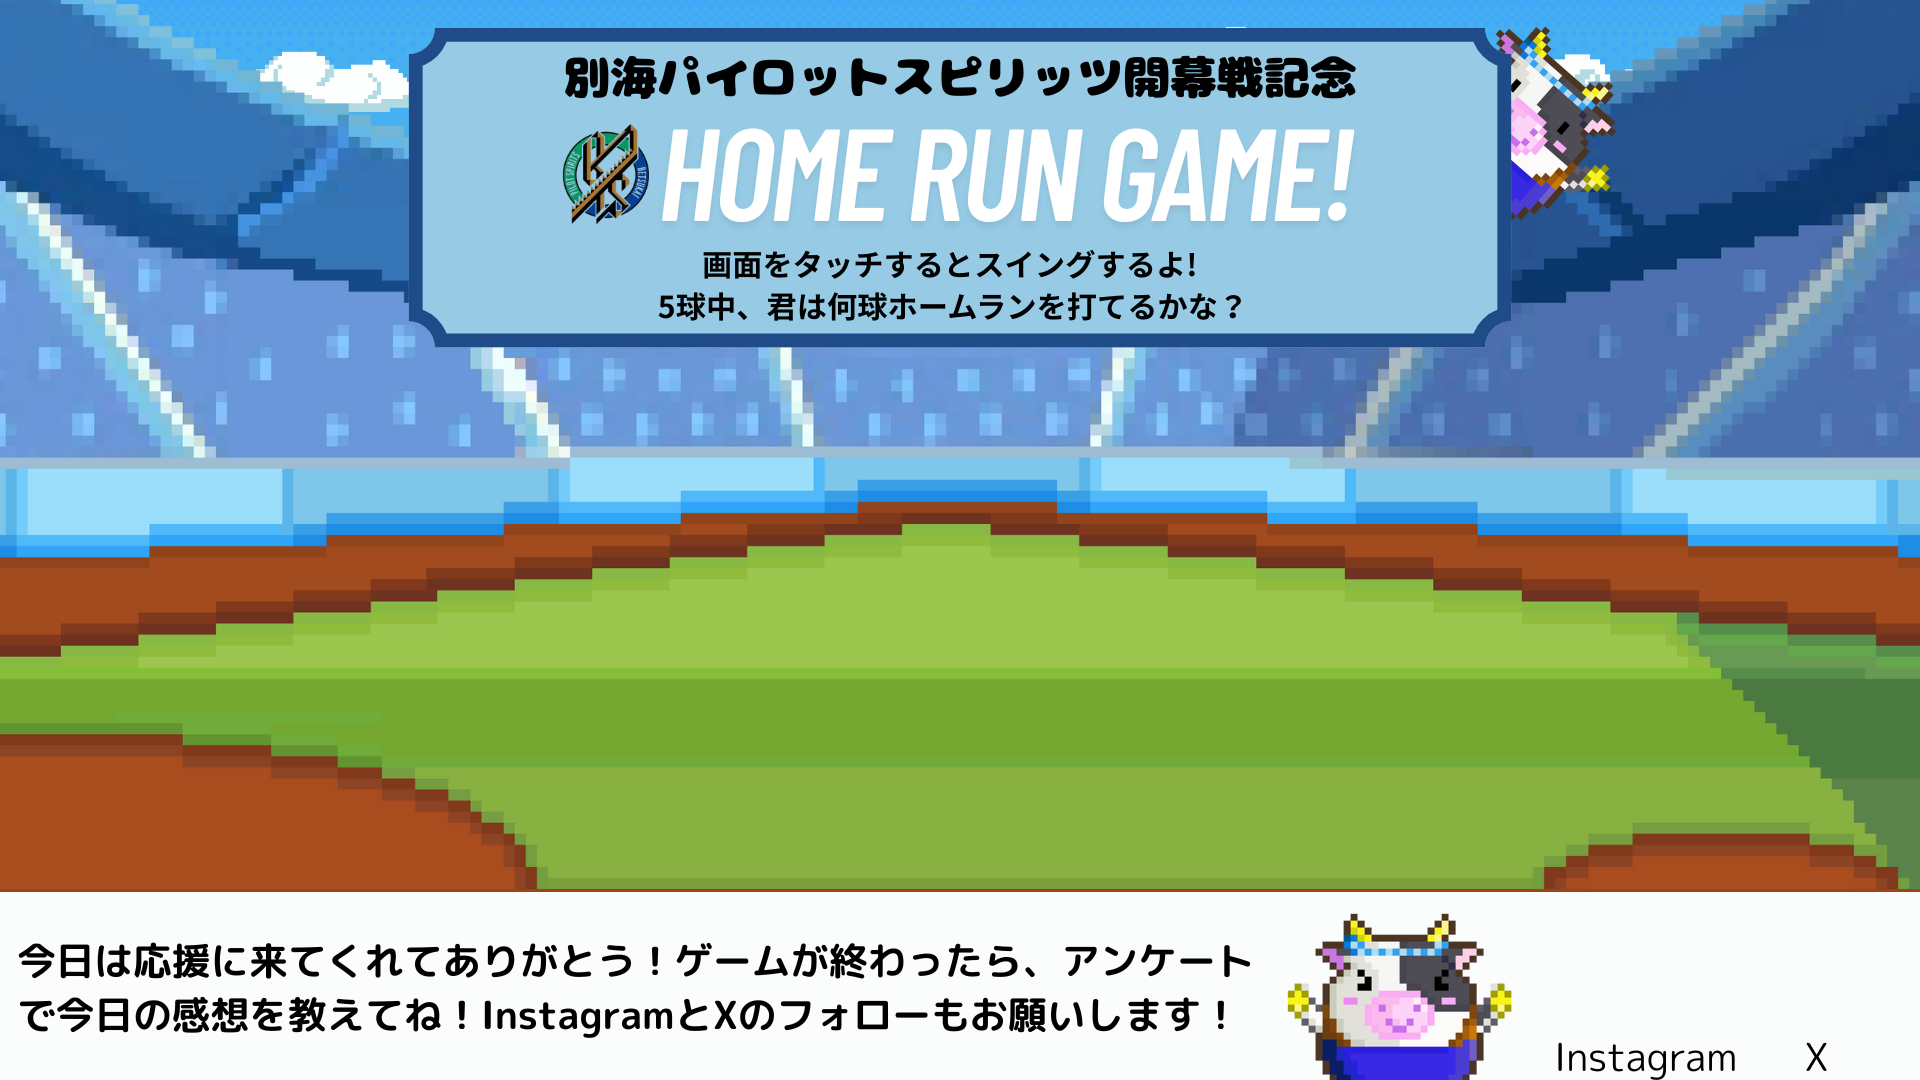 別海パイロットスピリッツ開幕戦記念
HOME RUN GAME!
PILOT SPIRITS
BETSUKAI
画面をタッチするとスイングするよ!
5球中、君は何球ホームランを打てるかな？
今日は応援に来てくれてありがとう！ゲームが終わったら、アンケート
で今日の感想を教えてね！InstagramとXのフォローもお願いします！
Instagram
X